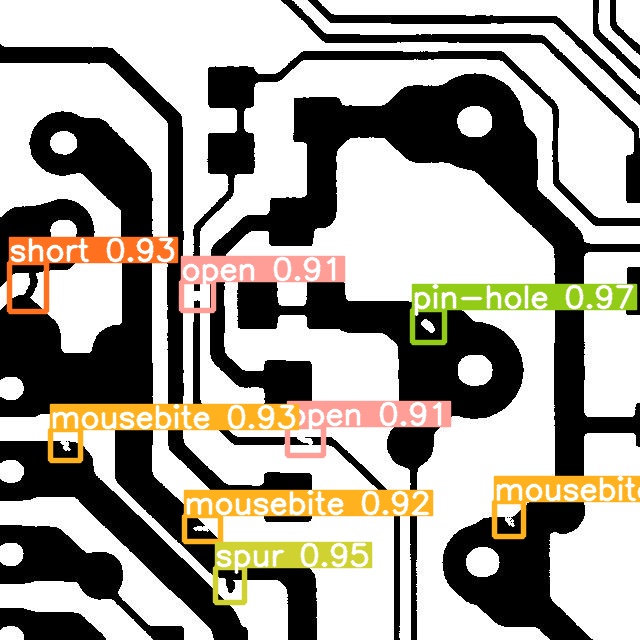 short 0.93
open 0.91
pin-hole 0.97
mousebite 0.93
open 0.91
mousebite 0.92
mousebite
spur 0.95